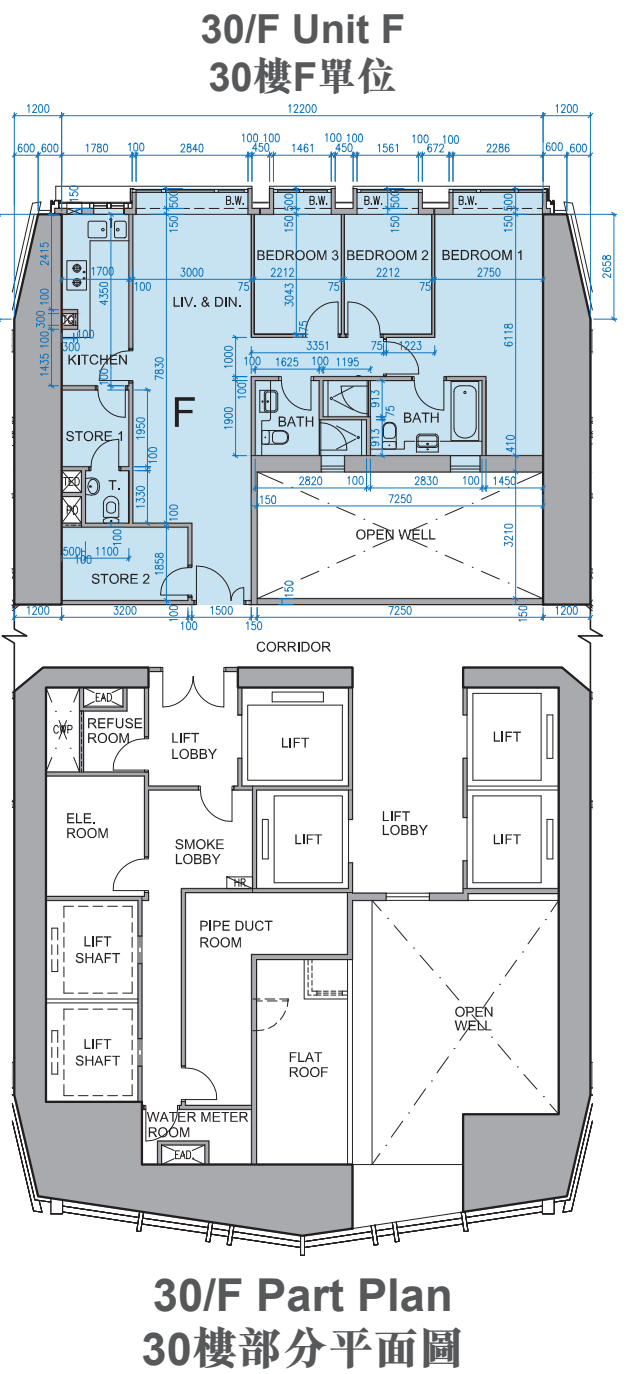 30/F Unit F
30樓F單位
1200 12200 1200
600 600 1780 100 2840 100 100 450 1461 100 450 100 1561 100 672 100 2286 600 600
150 500 B.W. 500 B.W. 500 B.W. B.W. 500
150 150 150 150
2415 1700 3000 75 BEDROOM 3 BEDROOM 2 BEDROOM 1 2658
100 2212 75 2212 75 2750
4350 LIV. & DIN. 3043
100 300 100 75
300 1000 3351 75 1223 6118
KITCHEN 7830 100 1625 100 1195
1435 100 100
1950 F 1900 BATH 913 75 BATH
STORE 1 913 410
100
TED T. 2820 100 2830 100 1450
PD 1330 150 7250
100 100 OPEN WELL 3210
500 1100
100 1858
STORE 2 150
1200 3200 100 100 1500 150 7250 150 1200
CORRIDOR
EAD
CWP REFUSE
ROOM
LIFT
LOBBY
LIFT
LIFT
ELE.
ROOM
SMOKE
LOBBY
LIFT
LIFT
LOBBY
LIFT
HR
PIPE DUCT
ROOM
LIFT
SHAFT
OPEN
WELL
LIFT
SHAFT
FLAT
ROOF
WATER METER
ROOM
EAD
30/F Part Plan
30樓部分平面圖